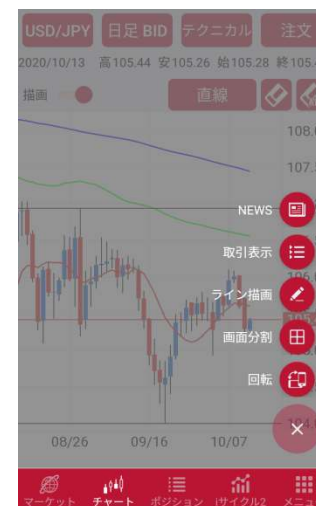 USD/JPY 日足 BID テクニカル 注文
2020/10/13 高105.44 安105.26 始105.28 終105.
描画 直線
108.
107.
NEWS
取引表示
ライン描画
画面分割
回転
08/26 09/16 10/07
マーケット チャート ポジション iサイクル2 メニュ